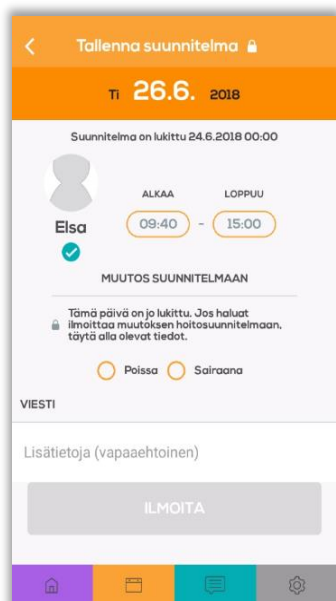 Tallenna suunnitelma
Ti 26.6. 2018
Suunnitelma on lukittu 24.6.2018 00:00
ALKAA LOPPUU
Elsa 09:40 - 15:00
MUUTOS SUUNNITELMAAN
Tämä päivä on jo lukittu. Jos haluat
ilmoittaa muutoksen hoitosuunnitelmaan,
täytä alla olevat tiedot.
Poissa Sairaana
VIESTI
Lisätietoja (vapaaehtoinen)
ILMOITA